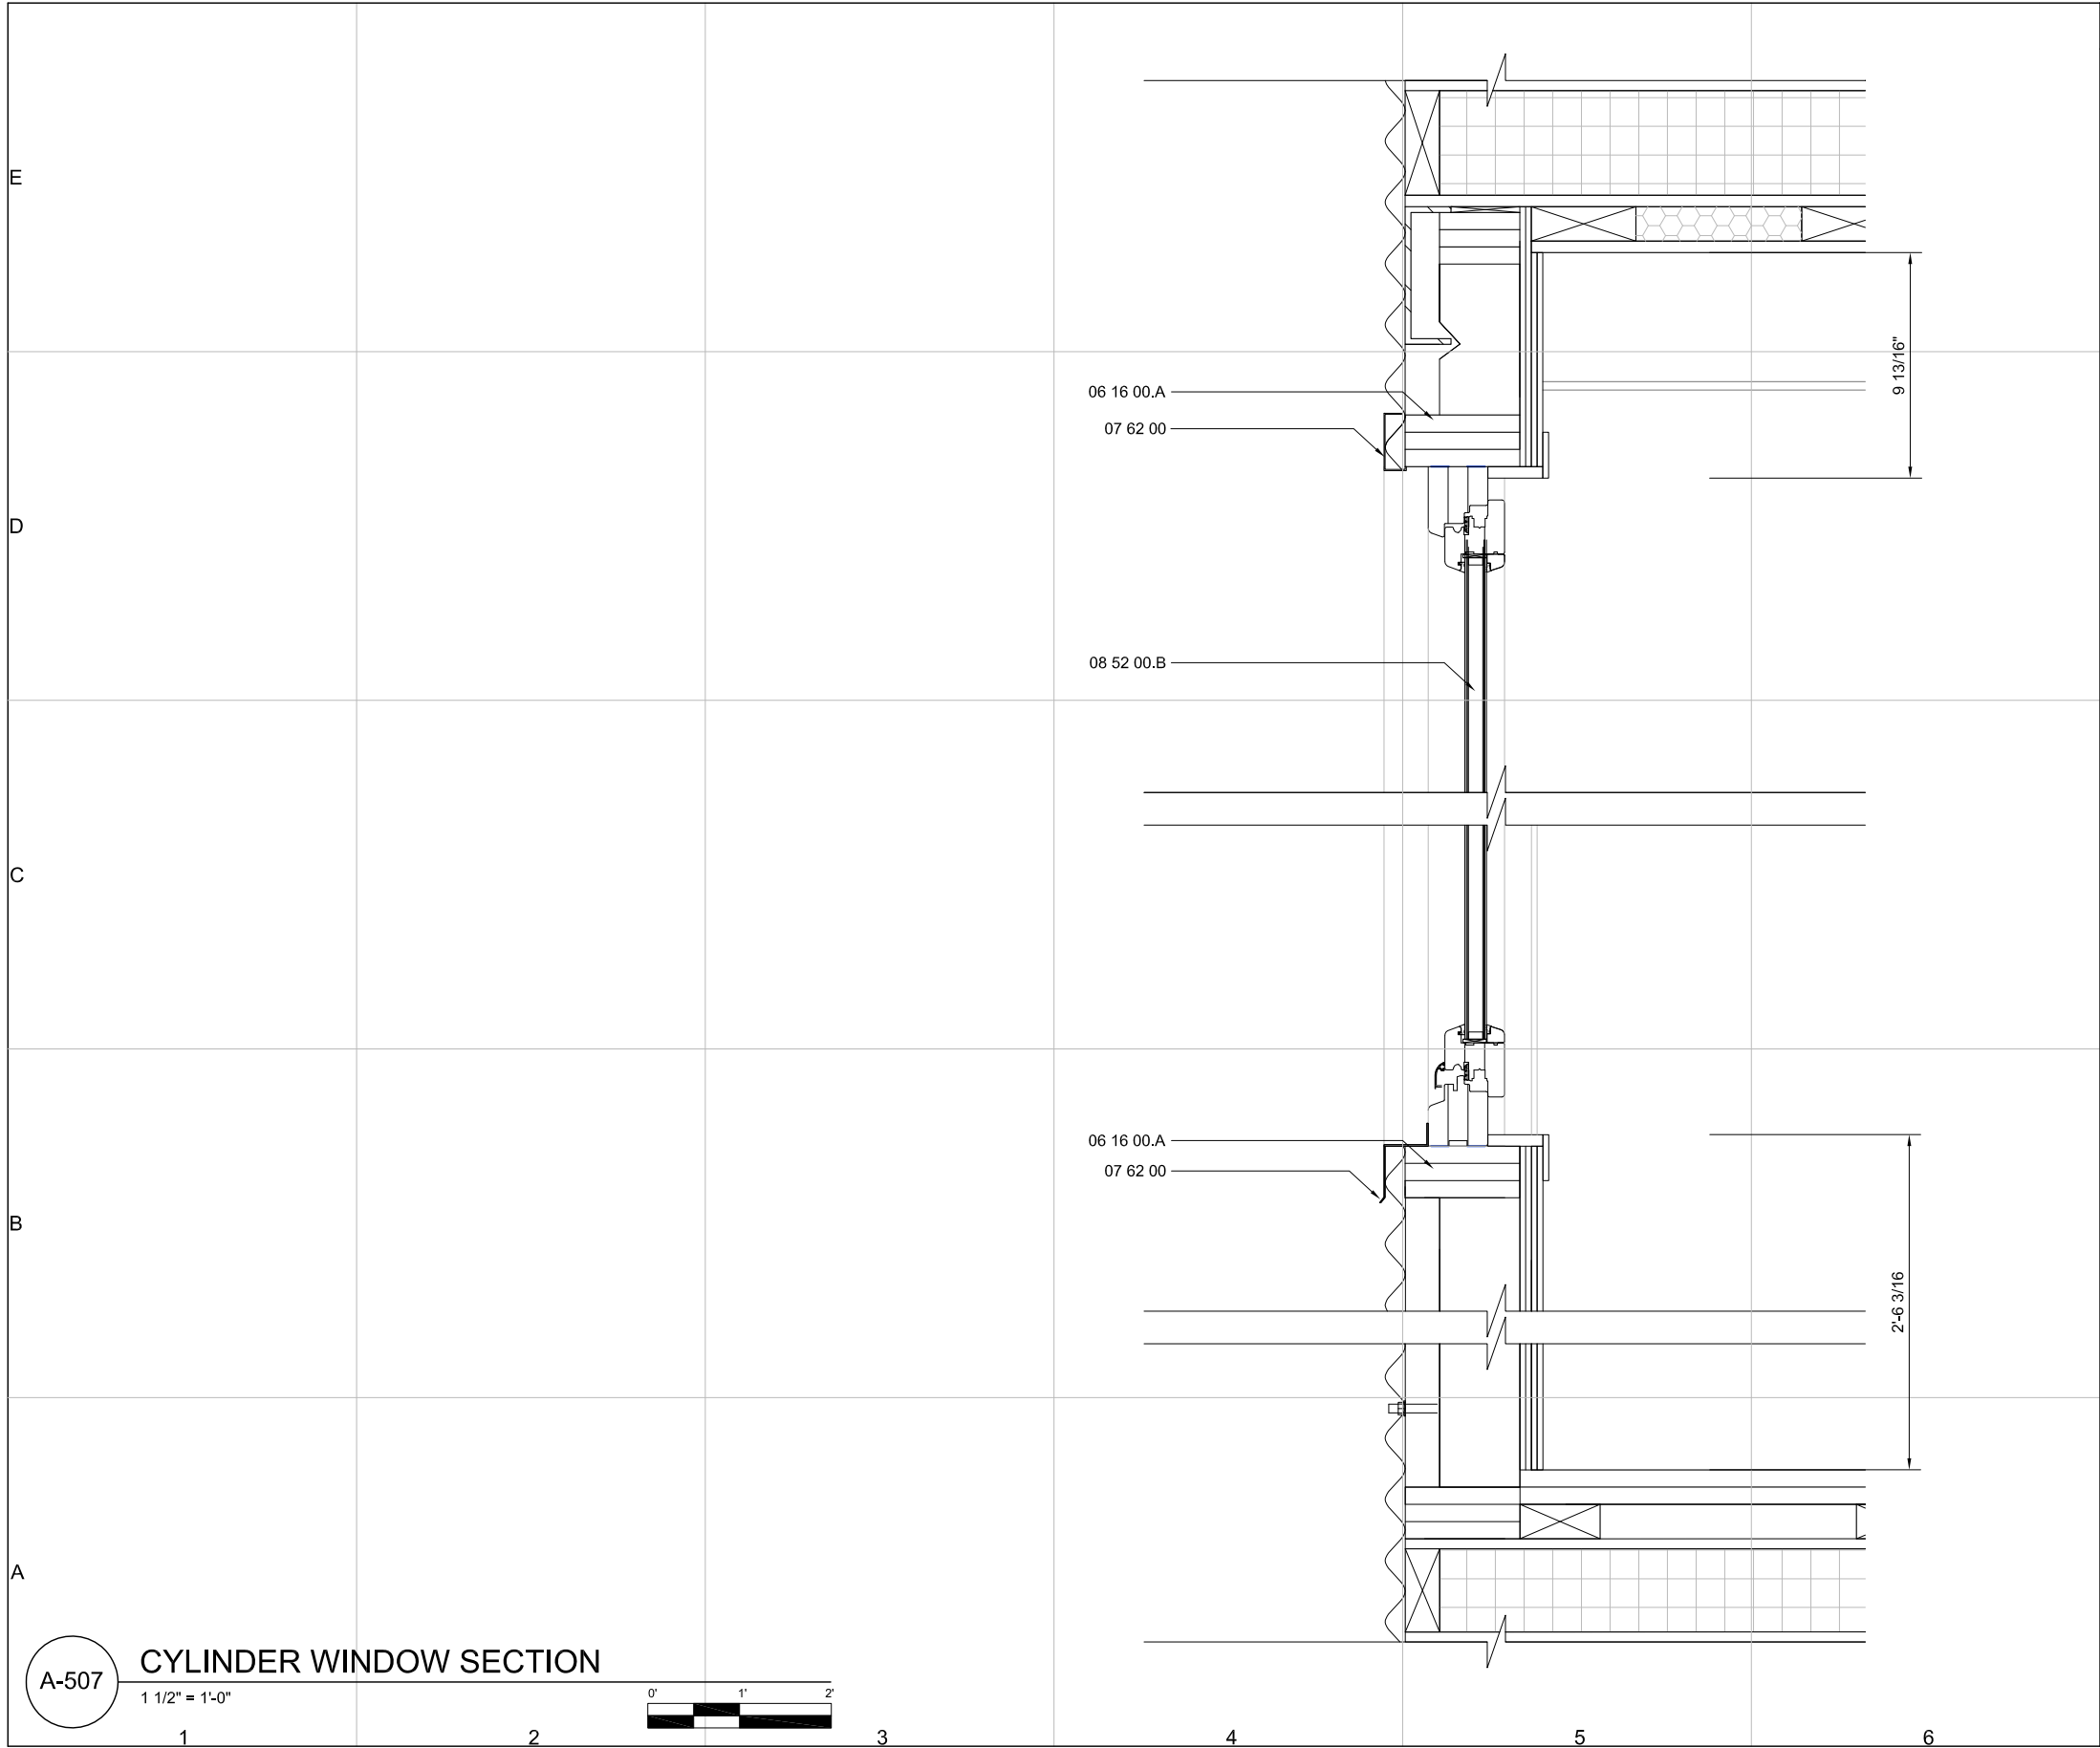 E
9 13/16"
06 16 00.A
07 62 00
D
08 52 00.B
C
06 16 00.A
07 62 00
B
2'-6 3/16
A
A-507
CYLINDER WINDOW SECTION
1 1/2" = 1'-0"
0' 1' 2'
1 2 3 4 5 6